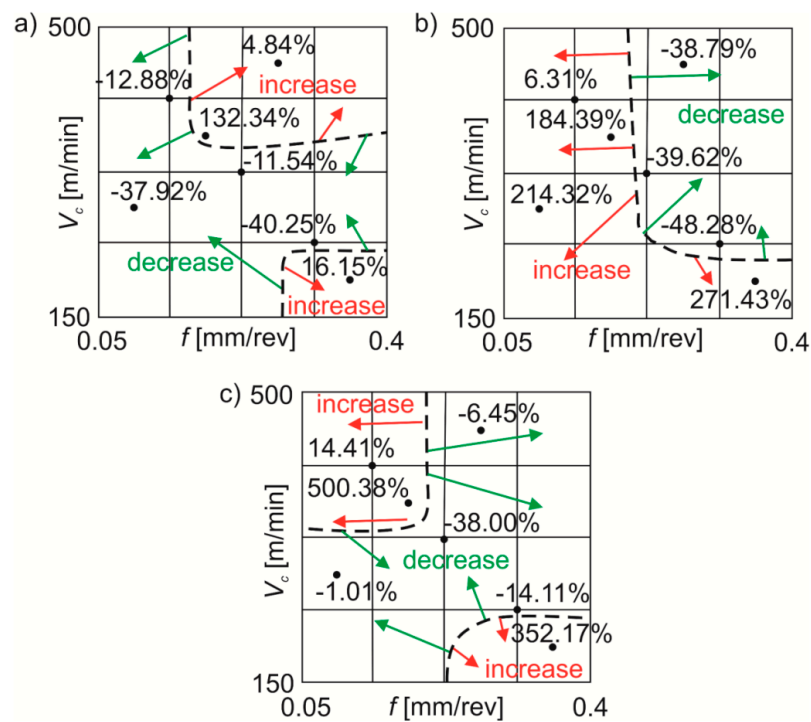 a)
500
4.84%
-12.88%
increase
132.34%
-11.54%
-37.92%
V_c [m/min]
-40.25%
decrease
16.15%
increase
150
0.05
f [mm/rev]
0.4
b)
500
-38.79%
6.31%
decrease
184.39%
-39.62%
214.32%
V_c [m/min]
-48.28%
increase
271.43%
150
0.05
f [mm/rev]
0.4
c)
500
increase
-6.45%
14.41%
500.38%
-38.00%
V_c [m/min]
decrease
-1.01%
-14.11%
352.17%
increase
150
0.05
f [mm/rev]
0.4